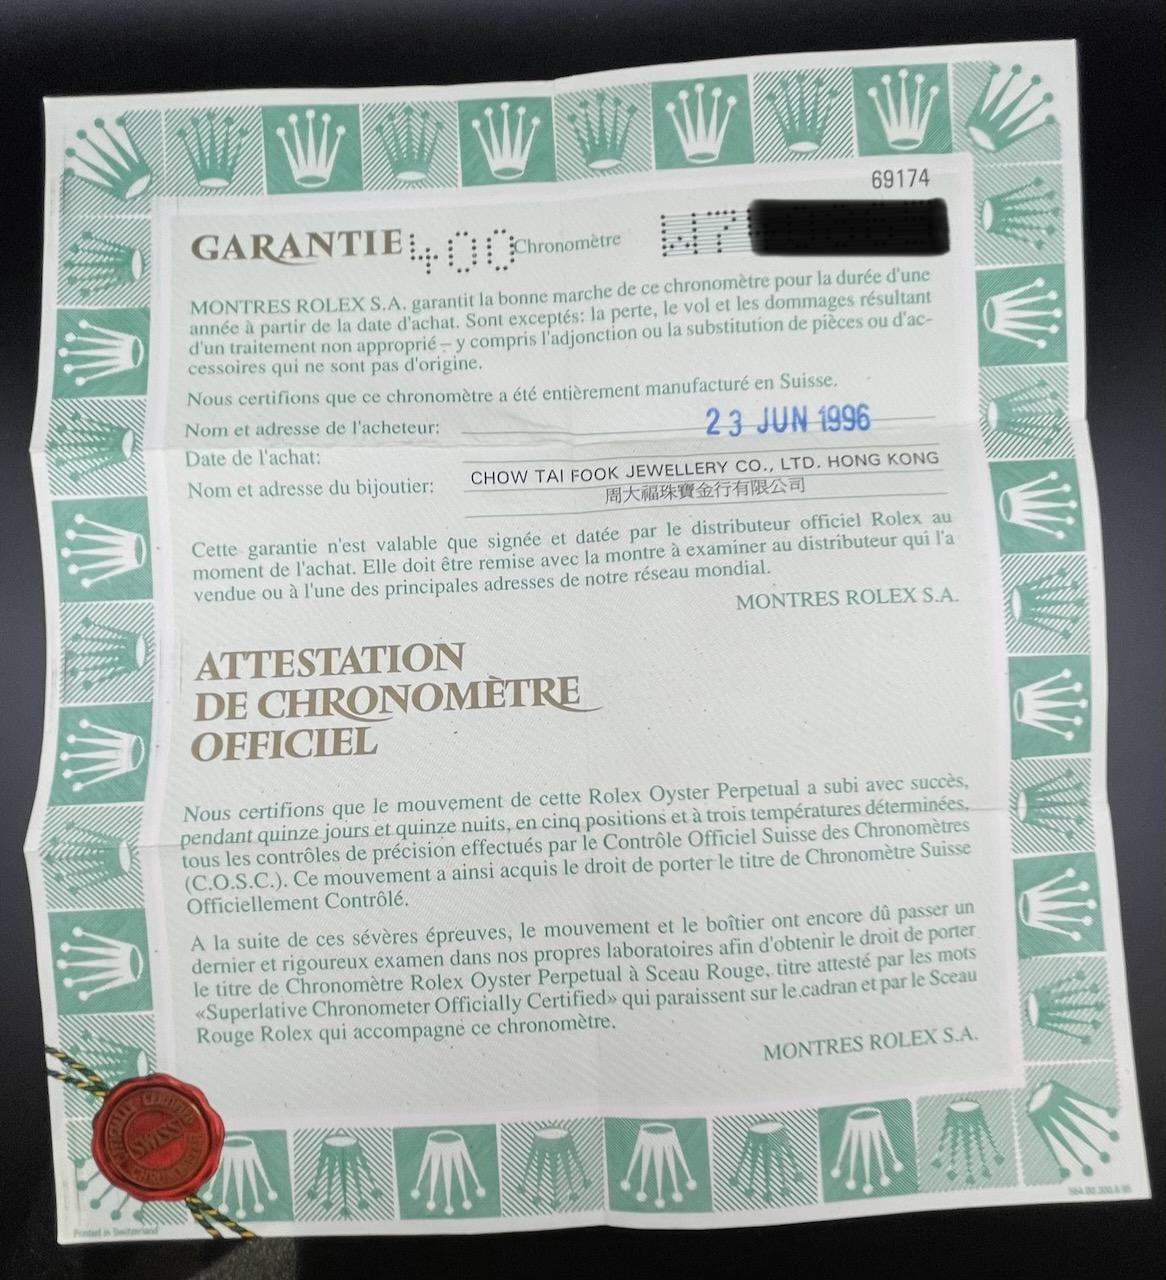 69174
GARANTIE 400 Chronomètre W7
MONTRES ROLEX S.A. garantit la bonne marche de ce chronomètre pour la durée d'une
année à partir de la date d'achat. Sont exceptés: la perte, le vol et les dommages résultant
d'un traitement non approprié – y compris l'adjonction ou la substitution de pièces ou d'ac-
cessoires qui ne sont pas d'origine.
Nous certifions que ce chronomètre a été entièrement manufacturé en Suisse.
Nom et adresse de l'acheteur: 23 JUN 1996
Date de l'achat:
Nom et adresse du bijoutier: CHOW TAI FOOK JEWELLERY CO., LTD. HONG KONG
周大福珠寶金行有限公司
Cette garantie n'est valable que signée et datée par le distributeur officiel Rolex au
moment de l'achat. Elle doit être remise avec la montre à examiner au distributeur qui l'a
vendue ou à l'une des principales adresses de notre réseau mondial.
MONTRES ROLEX S.A.
ATTESTATION
DE CHRONOMÈTRE
OFFICIEL
Nous certifions que le mouvement de cette Rolex Oyster Perpetual a subi avec succès,
pendant quinze jours et quinze nuits, en cinq positions et à trois températures déterminées,
tous les contrôles de précision effectués par le Contrôle Officiel Suisse des Chronomètres
(C.O.S.C.). Ce mouvement a ainsi acquis le droit de porter le titre de Chronomètre Suisse
Officiellement Contrôlé.
A la suite de ces sévères épreuves, le mouvement et le boîtier ont encore dû passer un
dernier et rigoureux examen dans nos propres laboratoires afin d'obtenir le droit de porter
le titre de Chronomètre Rolex Oyster Perpetual à Sceau Rouge, titre attesté par les mots
«Superlative Chronometer Officially Certified» qui paraissent sur le cadran et par le Sceau
Rouge Rolex qui accompagne ce chronomètre.
MONTRES ROLEX S.A.
SWISS
Printed in Switzerland